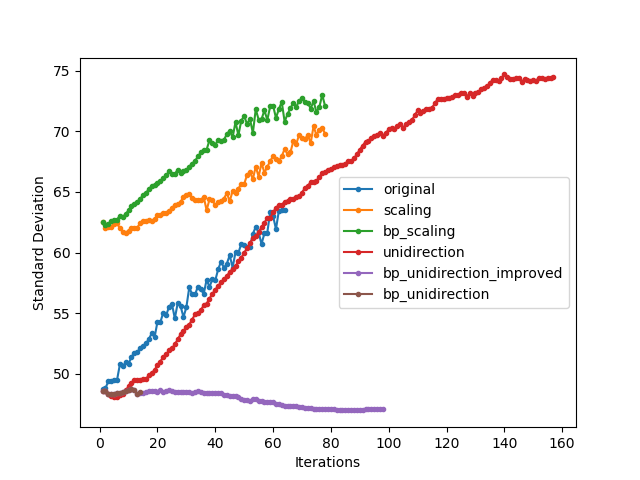 75
70
65
60
55
50
Standard Deviation
original
scaling
bp_scaling
unidirection
bp_unidirection_improved
bp_unidirection
0 20 40 60 80 100 120 140 160
Iterations